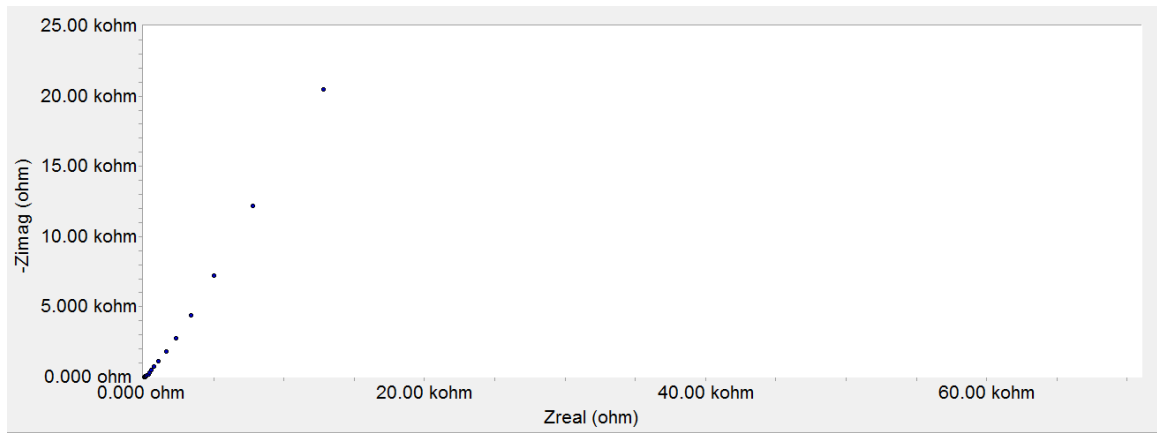 25.00 kohm
20.00 kohm
15.00 kohm
10.00 kohm
5.000 kohm
0.000 ohm
-Zimag (ohm)
0.000 ohm
20.00 kohm
40.00 kohm
60.00 kohm
Zreal (ohm)